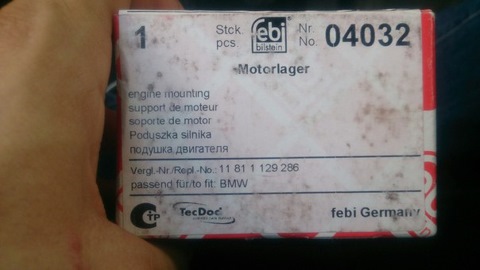 1 Stck. pcs. febi bilstein Nr. No. 04032
Motorlager
engine mounting
support de moteur
soporte de motor
Poduszka silnika
подушка двигателя
Vergl.-Nr./Repl.-No.: 11 81 1 129 286
passend für/to fit: BMW
CTP TecDoc febi Germany